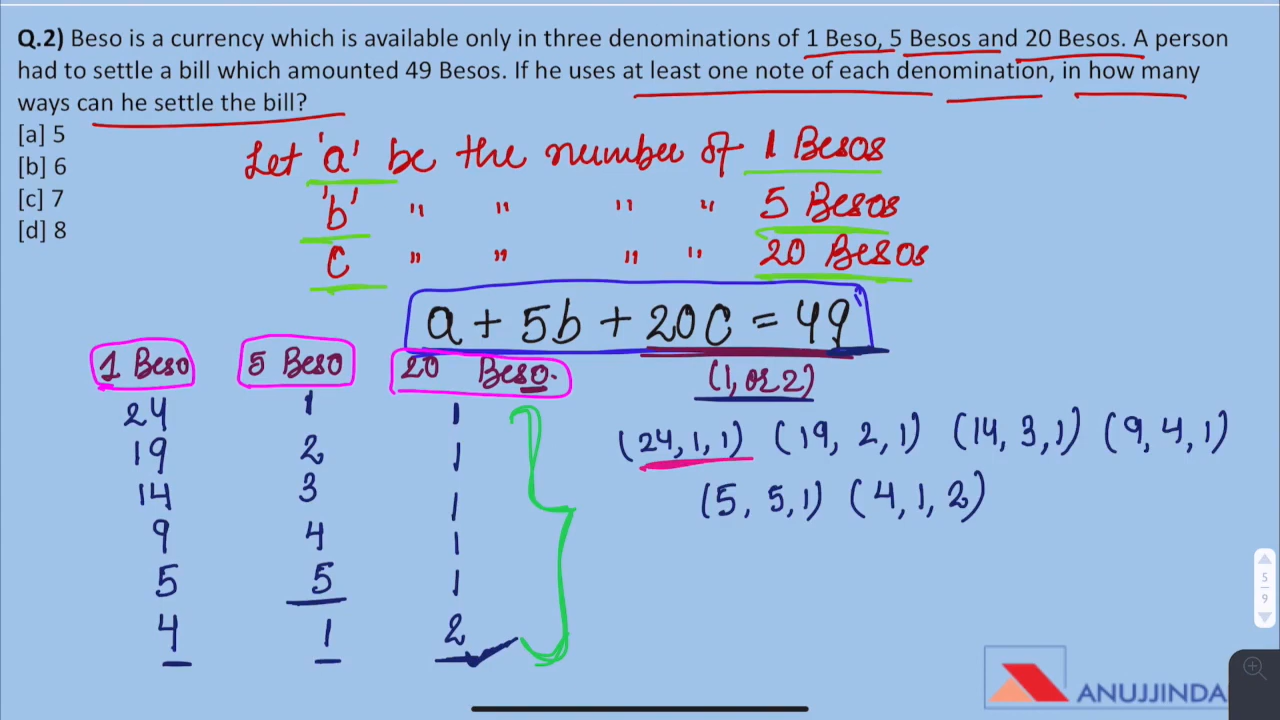 Q.2) Beso is a currency which is available only in three denominations of 1 Beso, 5 Besos and 20 Besos. A person
had to settle a bill which amounted 49 Besos. If he uses at least one note of each denomination, in how many
ways can he settle the bill?
[a] 5
[b] 6
[c] 7
[d] 8
Let 'a' be the number of 1 Besos
'b' " " " " 5 Besos
c " " " " 20 Besos
a + 5b + 20c = 49
1 Beso 5 Beso 20 Beso.
(1, or 2)
24 1 1
19 2 1
14 3 1
9 4 1
5 5 1
4 1 2
(24, 1, 1) (19, 2, 1) (14, 3, 1) (9, 4, 1)
(5, 5, 1) (4, 1, 2)
5
9
ANUJJINDA